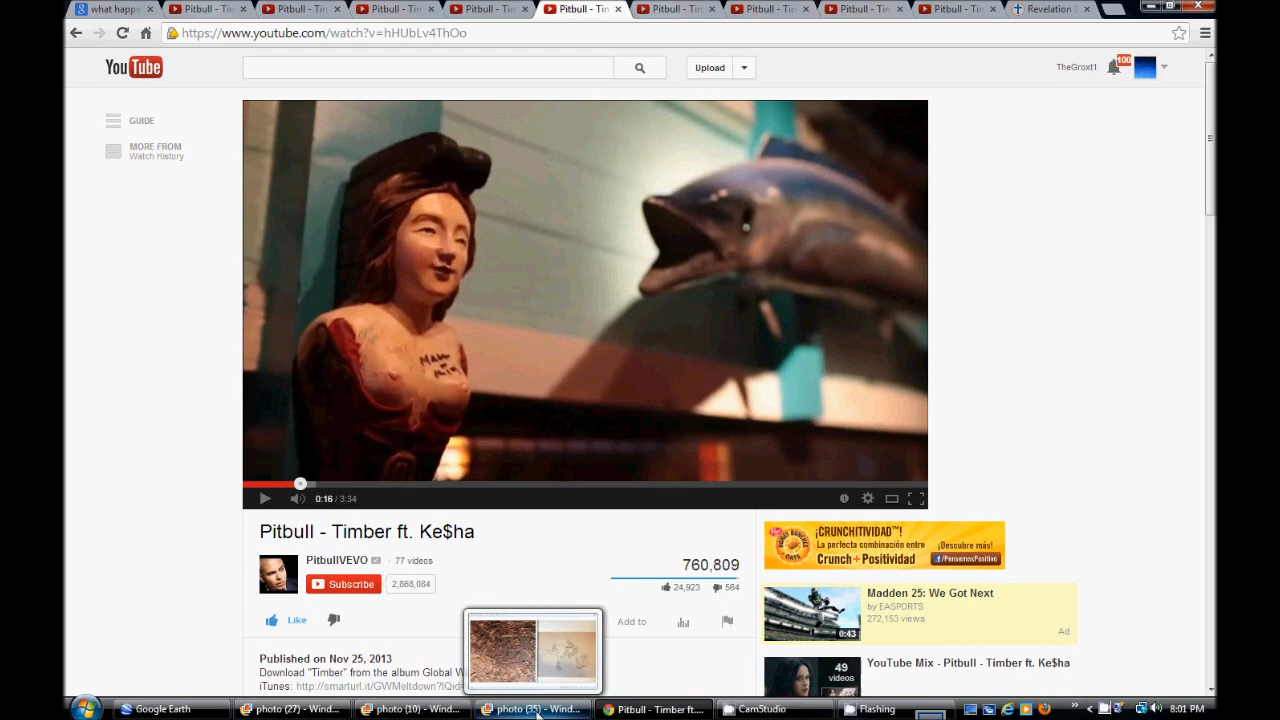 what happe
Pitbull - Tim
Pitbull - Tim
Pitbull - Tim
Pitbull - Tim
Pitbull - Tim
Pitbull - Tim
Pitbull - Tim
Pitbull - Tim
Pitbull - Tim
Revelation
https://www.youtube.com/watch?v=hHUbLv4ThOo
YouTube
Upload
TheGroxt1
100
GUIDE
MORE FROM
Watch History
0:16 / 3:34
Pitbull - Timber ft. Ke$ha
PitbullVEVO · 77 videos
Subscribe 2,868,084
760,809
24,923 564
Like
Add to
Published on Nov 25, 2013
Download "Timber" from the album Global W
iTunes: http://smarturl.it/GWMeltdown?IQid
¡CRUNCHITIVIDAD™!
La perfecta combinación entre
Crunch + Positividad
¡Descubre más!
/PensemosPositivo
Madden 25: We Got Next
by EASPORTS
272,153 views
Ad
0:43
YouTube Mix - Pitbull - Timber ft. Ke$ha
49
videos
Google Earth
photo (27) - Wind...
photo (10) - Wind...
photo (35) - Wind...
Pitbull - Timber ft....
CamStudio
Flashing
8:01 PM